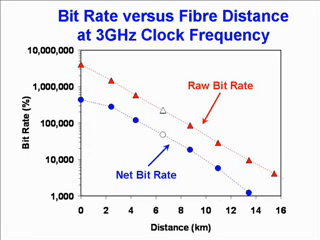 Bit Rate versus Fibre Distance
at 3GHz Clock Frequency
10,000,000
1,000,000
100,000
10,000
1,000
Bit Rate (%)
Raw Bit Rate
Net Bit Rate
0 2 4 6 8 10 12 14 16
Distance (km)